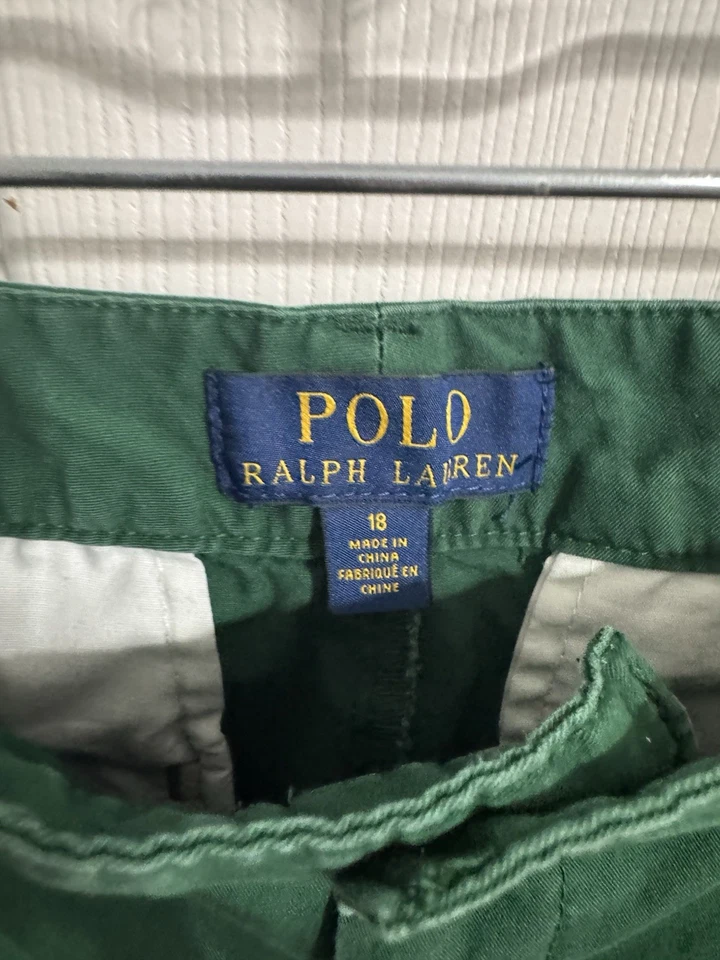 POLO
RALPH LAUREN
18
MADE IN
CHINA
FABRIQUÉ EN
CHINE